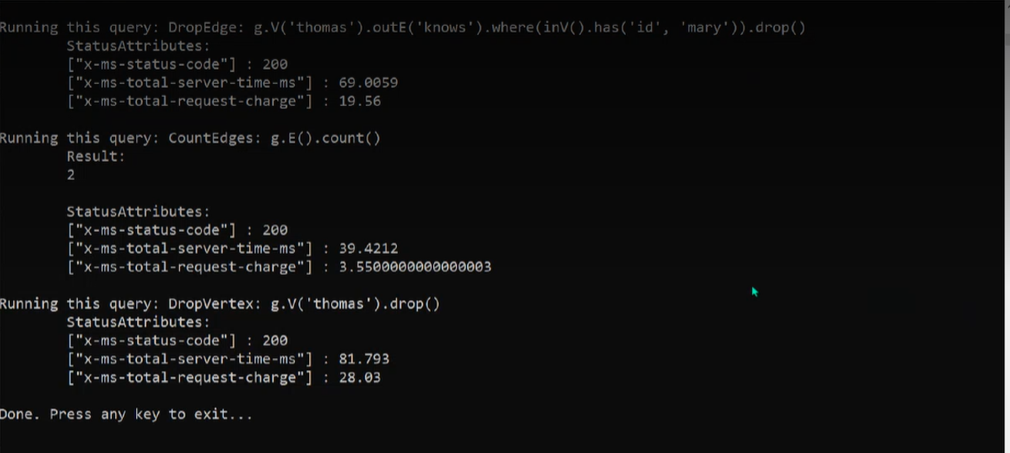 Running this query: DropEdge: g.V('thomas').outE('knows').where(inV().has('id', 'mary')).drop()
StatusAttributes:
["x-ms-status-code"] : 200
["x-ms-total-server-time-ms"] : 69.0059
["x-ms-total-request-charge"] : 19.56
Running this query: CountEdges: g.E().count()
Result:
2
StatusAttributes:
["x-ms-status-code"] : 200
["x-ms-total-server-time-ms"] : 39.4212
["x-ms-total-request-charge"] : 3.5500000000000003
Running this query: DropVertex: g.V('thomas').drop()
StatusAttributes:
["x-ms-status-code"] : 200
["x-ms-total-server-time-ms"] : 81.793
["x-ms-total-request-charge"] : 28.03
Done. Press any key to exit...